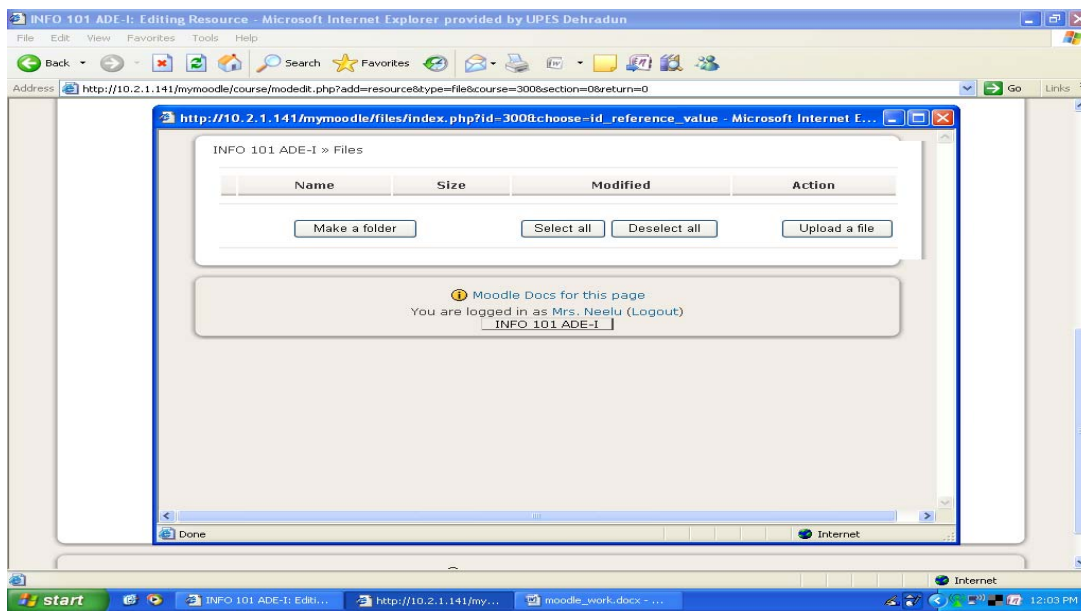 INFO 101 ADE-I: Editing Resource - Microsoft Internet Explorer provided by UPES Dehradun
File Edit View Favorites Tools Help
Back Search Favorites
Address http://10.2.1.141/mymoodle/course/modedit.php?add=resource&type=file&course=300&section=0&return=0 Go Links
http://10.2.1.141/mymoodle/files/index.php?id=300&choose=id_reference_value - Microsoft Internet E...
INFO 101 ADE-I » Files
Name Size Modified Action
Make a folder Select all Deselect all Upload a file
Moodle Docs for this page
You are logged in as Mrs. Neelu (Logout)
INFO 101 ADE-I
Done Internet
Internet
start INFO 101 ADE-I: Editi... http://10.2.1.141/my... moodle_work.docx - ... 12:03 PM